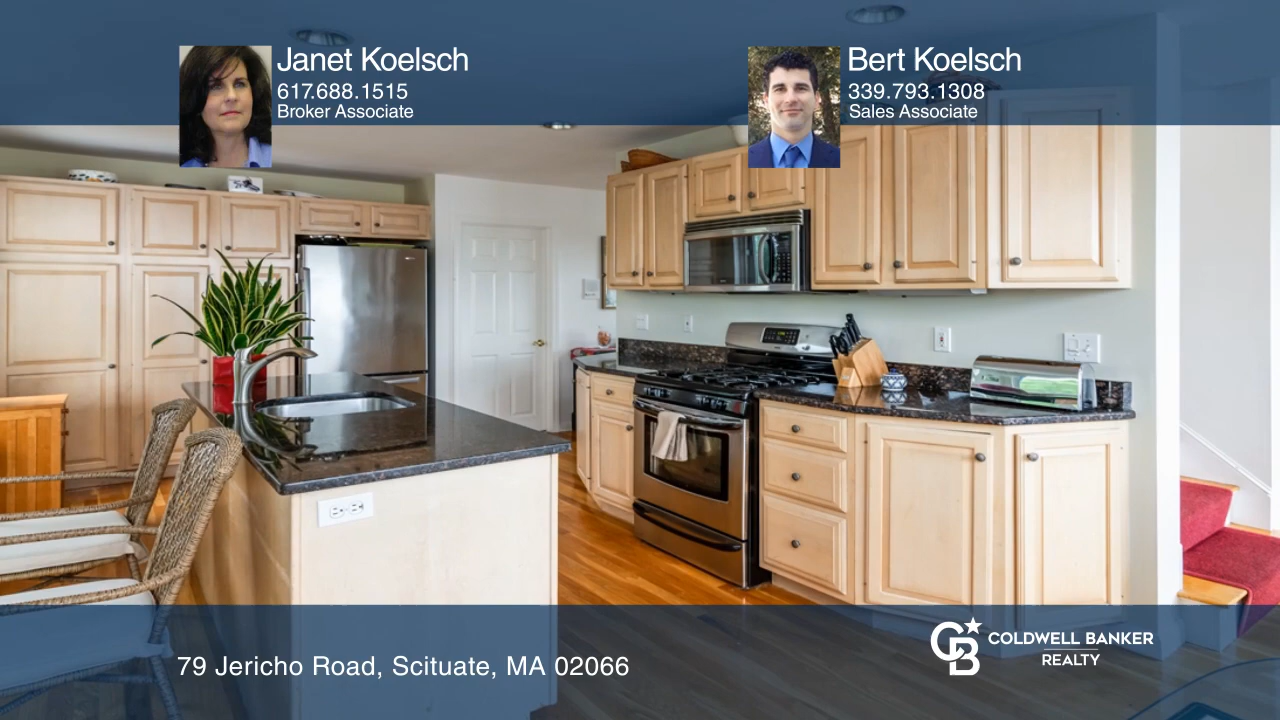 Janet Koelsch
617.688.1515
Broker Associate
Bert Koelsch
339.793.1308
Sales Associate
79 Jericho Road, Scituate, MA 02066
CB
COLDWELL BANKER
REALTY